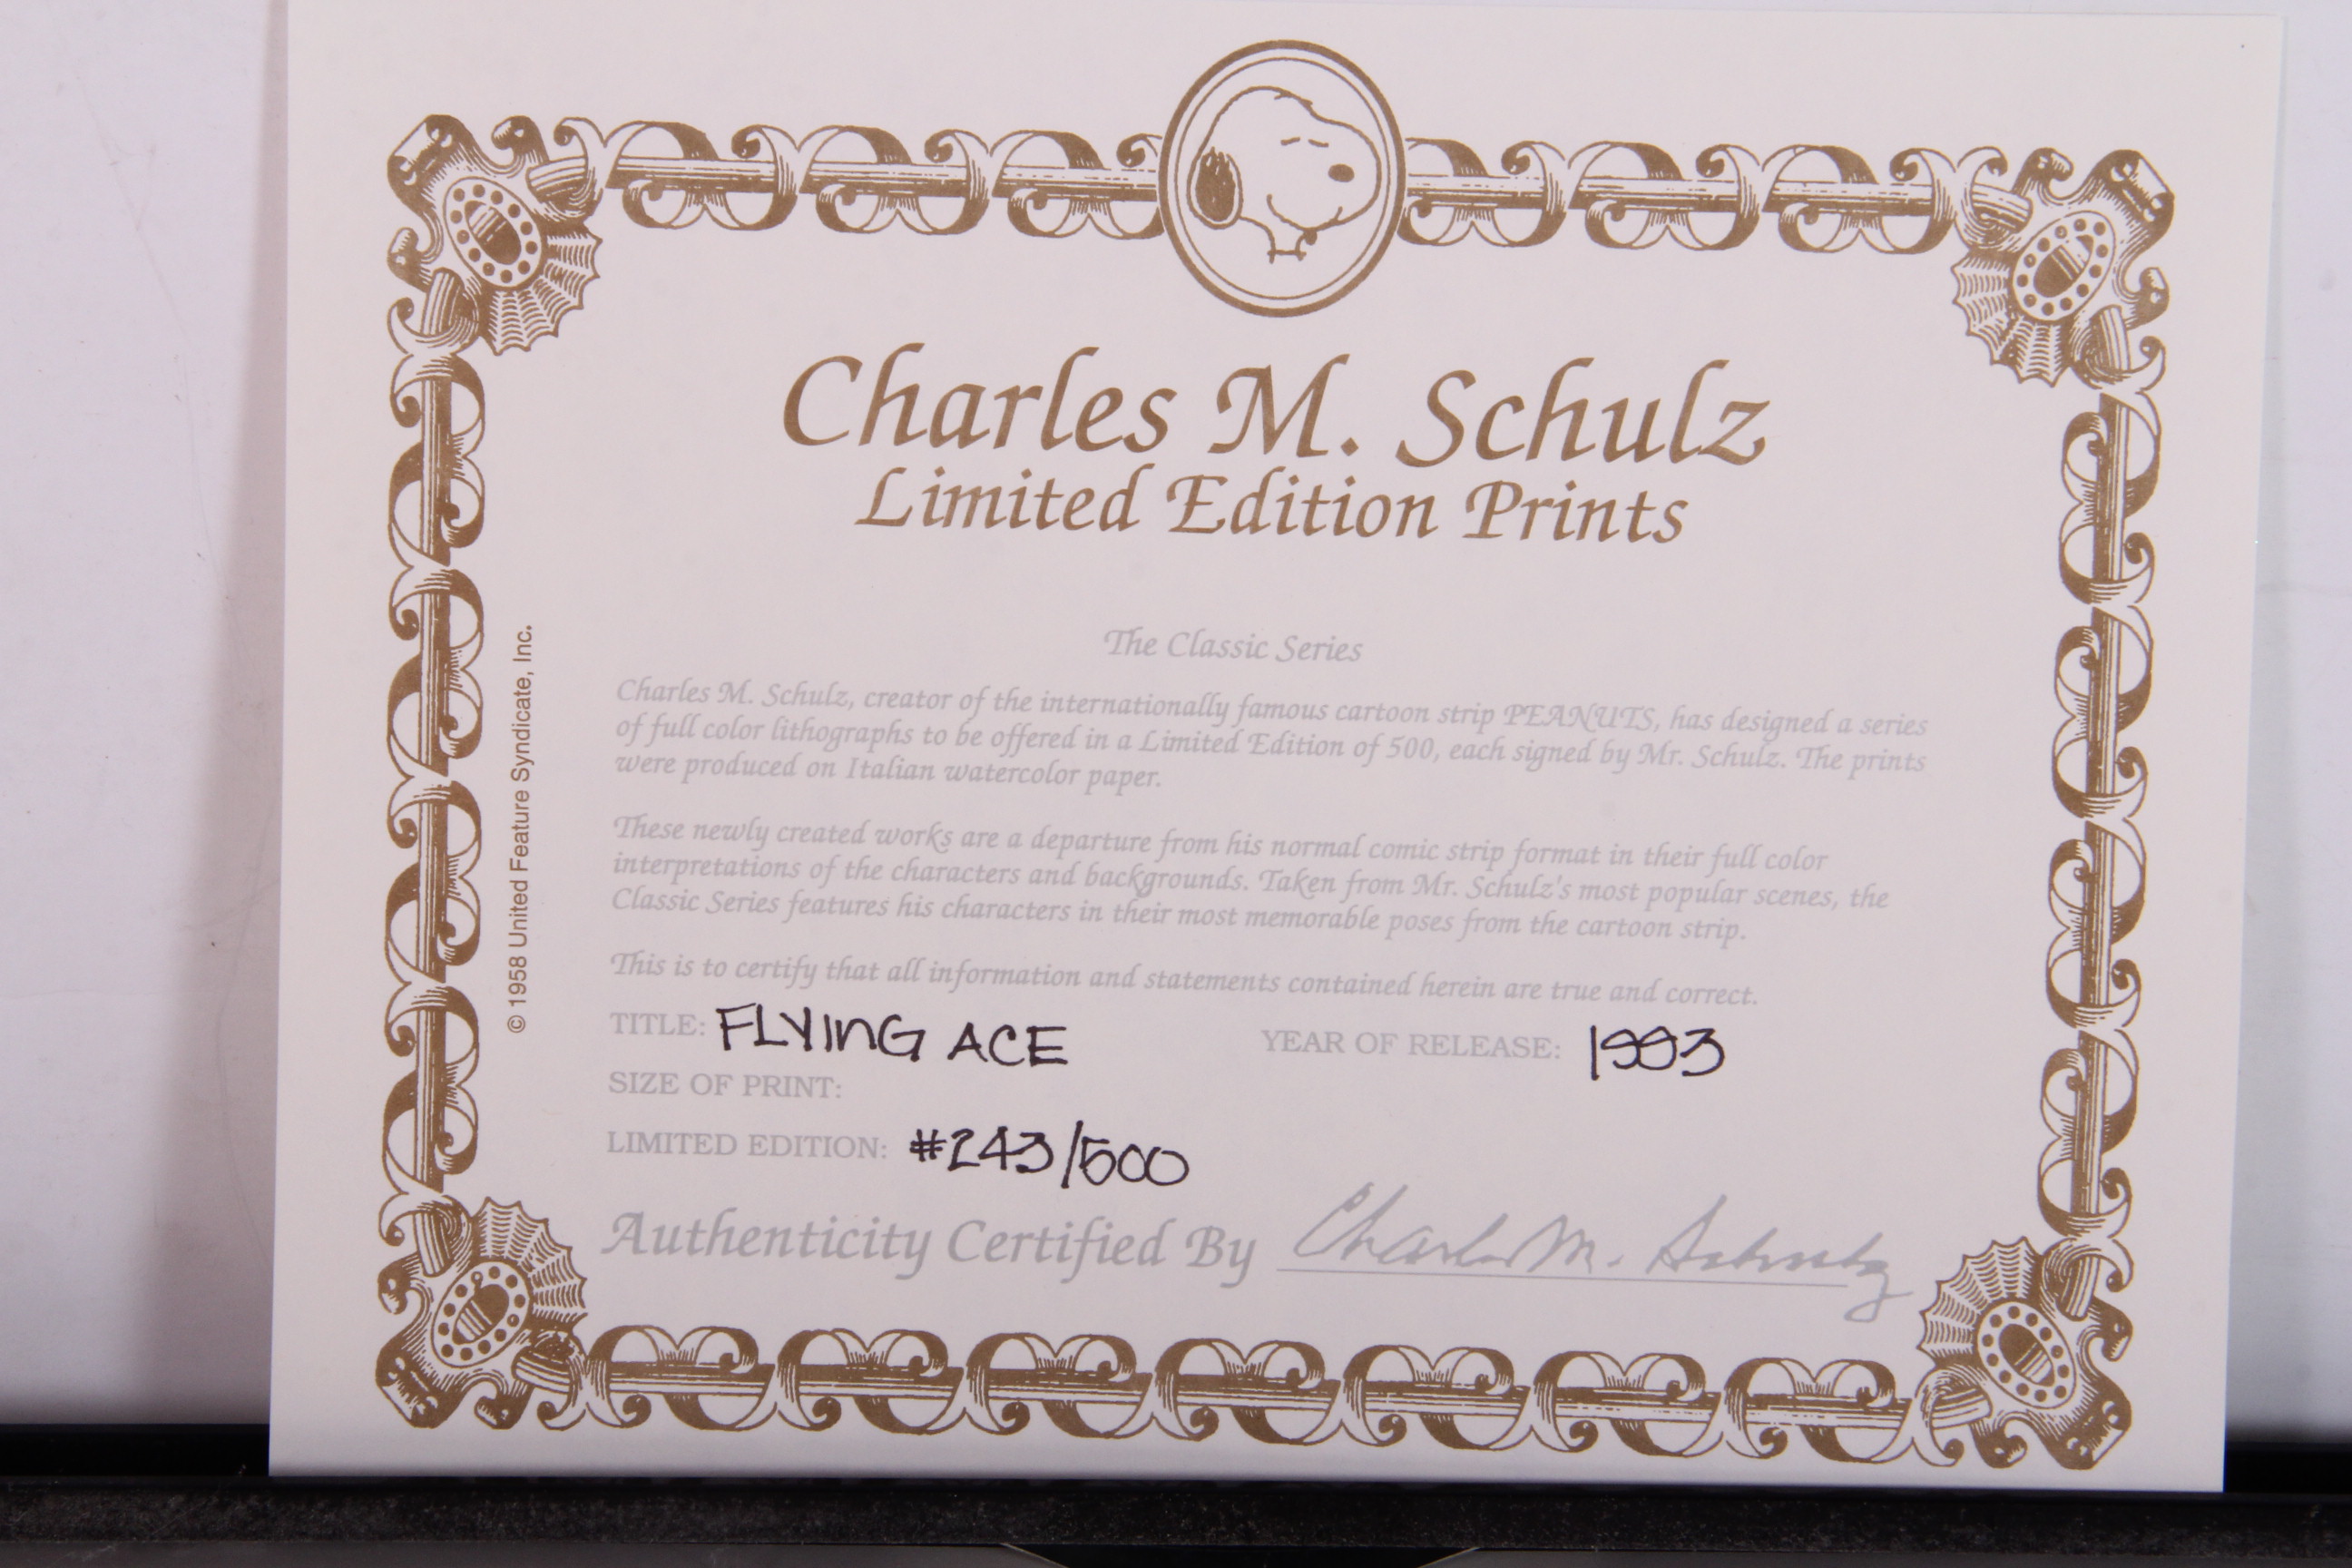 Charles M. Schulz
Limited Edition Prints
The Classic Series
Charles M. Schulz, creator of the internationally famous cartoon strip PEANUTS, has designed a series
of full color lithographs to be offered in a Limited Edition of 500, each signed by Mr. Schulz. The prints
were produced on Italian watercolor paper.
These newly created works are a departure from his normal comic strip format in their full color
interpretations of the characters and backgrounds. Taken from Mr. Schulz's most popular scenes, the
Classic Series features his characters in their most memorable poses from the cartoon strip.
This is to certify that all information and statements contained herein are true and correct.
TITLE: FLYING ACE YEAR OF RELEASE: 1993
SIZE OF PRINT:
LIMITED EDITION: #243/500
Authenticity Certified By Charles M. Schulz
© 1958 United Feature Syndicate, Inc.